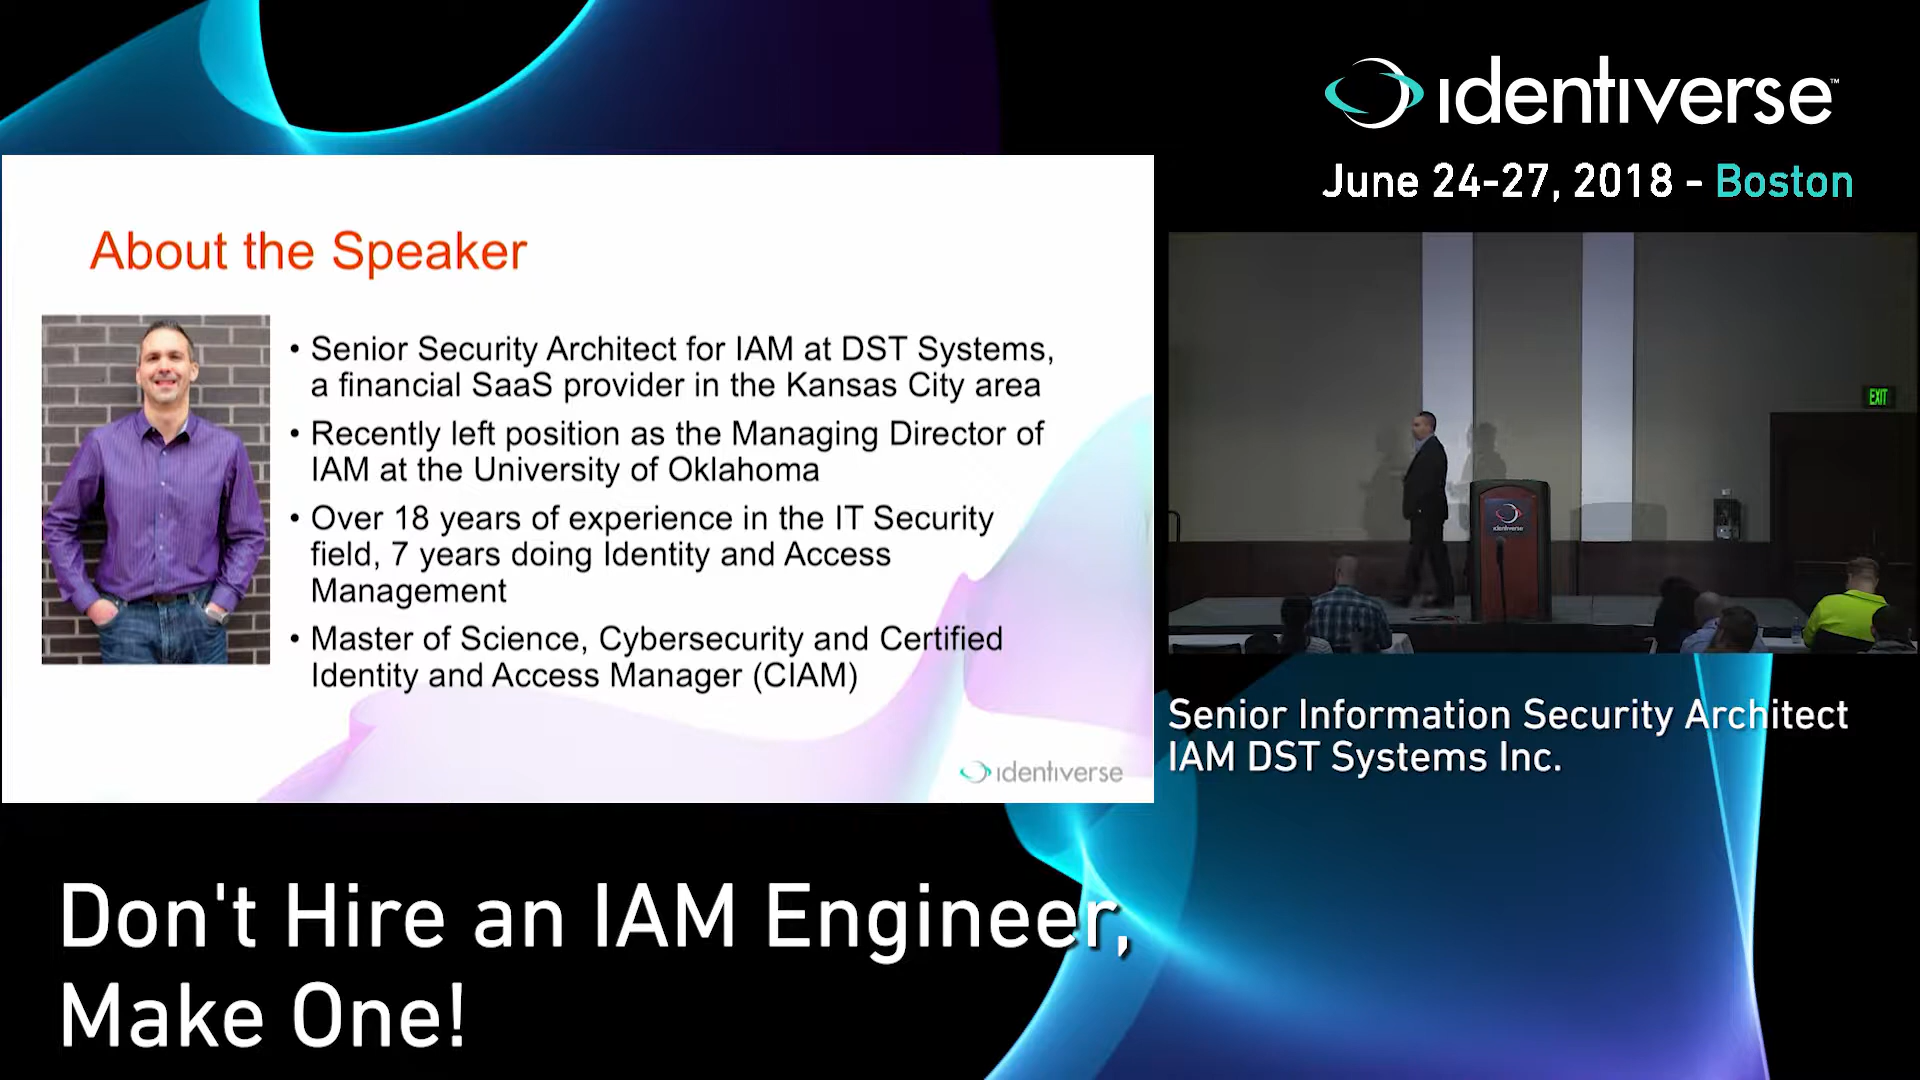 identiverse™
June 24-27, 2018 - Boston
About the Speaker
• Senior Security Architect for IAM at DST Systems,
a financial SaaS provider in the Kansas City area
• Recently left position as the Managing Director of
IAM at the University of Oklahoma
• Over 18 years of experience in the IT Security
field, 7 years doing Identity and Access
Management
• Master of Science, Cybersecurity and Certified
Identity and Access Manager (CIAM)
identiverse
EXIT
identiverse
Senior Information Security Architect
IAM DST Systems Inc.
Don't Hire an IAM Engineer,
Make One!